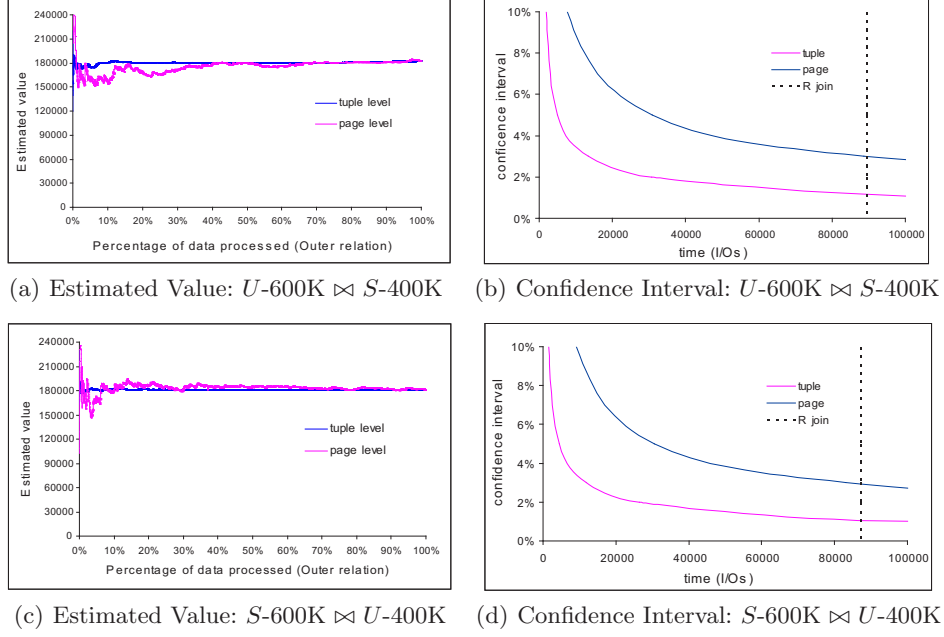 240000
210000
180000
150000
120000
90000
60000
30000
0
Estimated value
tuple level
page level
0% 10% 20% 30% 40% 50% 60% 70% 80% 90% 100%
Percentage of data processed (Outer relation)
10%
8%
6%
4%
2%
0%
conficence interval
tuple
page
R join
0 20000 40000 60000 80000 100000
time (I/Os)
(a) Estimated Value: U-600K ⋈ S-400K
(b) Confidence Interval: U-600K ⋈ S-400K
240000
210000
180000
150000
120000
90000
60000
30000
0
Estimated value
tuple level
page level
0% 10% 20% 30% 40% 50% 60% 70% 80% 90% 100%
Percentage of data processed (Outer relation)
10%
8%
6%
4%
2%
0%
confidence interval
tuple
page
R join
0 20000 40000 60000 80000 100000
time (I/Os)
(c) Estimated Value: S-600K ⋈ U-400K
(d) Confidence Interval: S-600K ⋈ U-400K